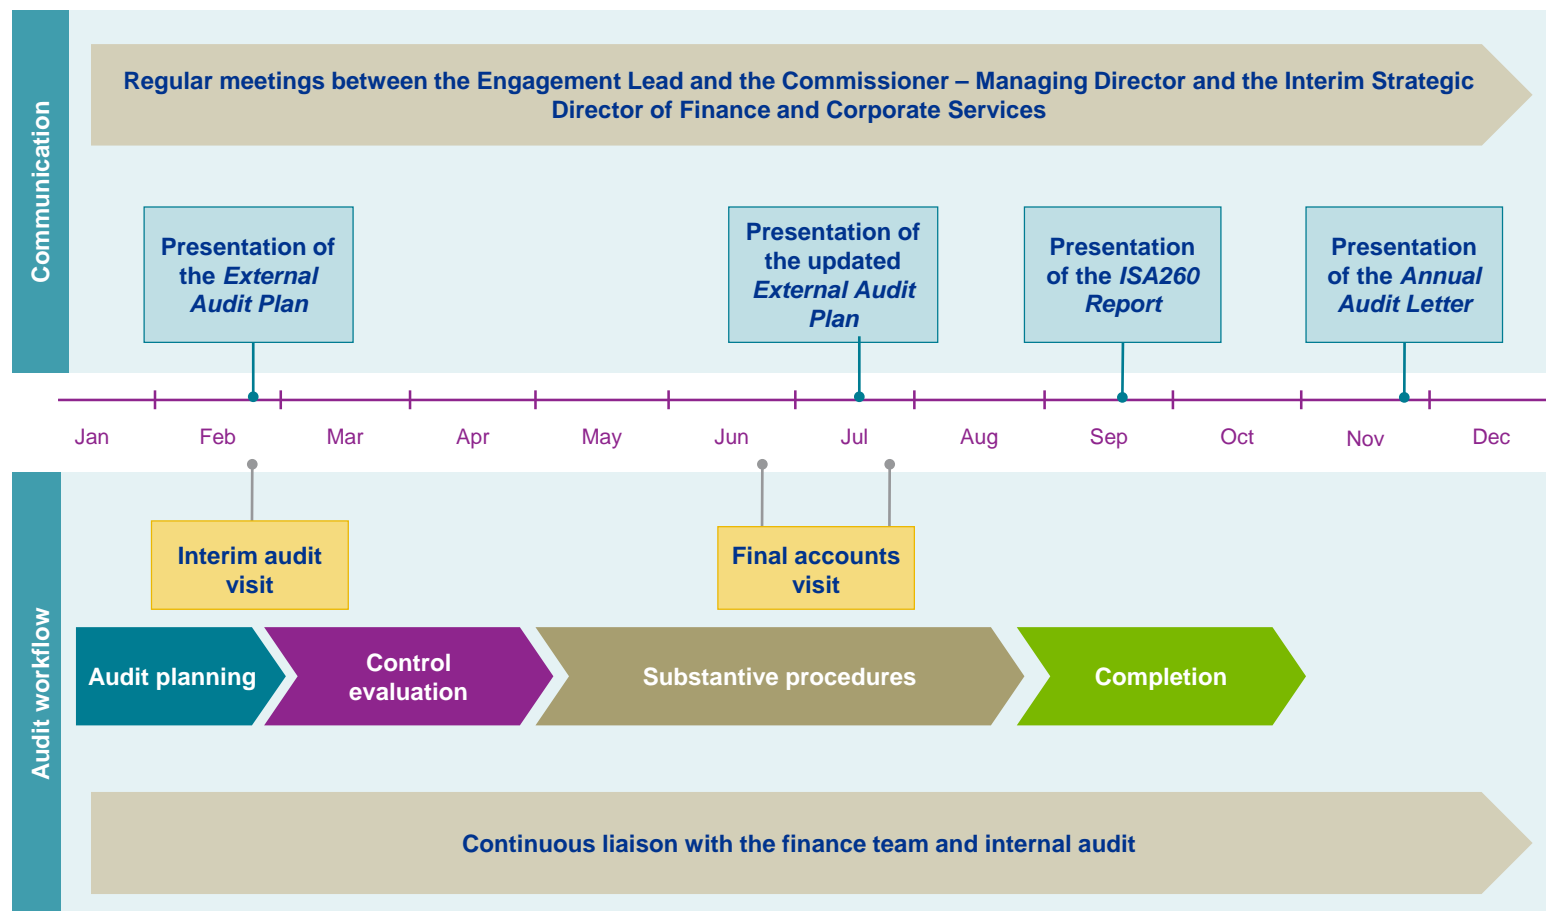 Communication
Regular meetings between the Engagement Lead and the Commissioner – Managing Director and the Interim Strategic
Director of Finance and Corporate Services
Presentation of
the External
Audit Plan
Presentation of
the updated
External Audit
Plan
Presentation
of the ISA260
Report
Presentation
of the Annual
Audit Letter
Jan
Feb
Mar
Apr
May
Jun
Jul
Aug
Sep
Oct
Nov
Dec
Audit workflow
Interim audit
visit
Final accounts
visit
Audit planning
Control
evaluation
Substantive procedures
Completion
Continuous liaison with the finance team and internal audit